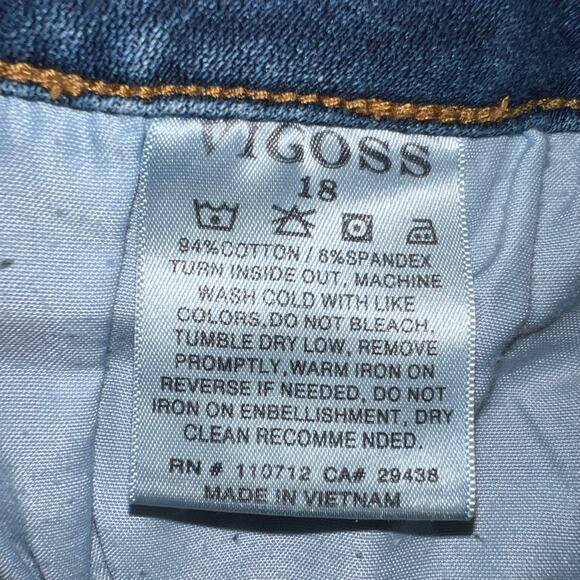 VIGOSS
18
94%COTTON / 6%SPANDEX
TURN INSIDE OUT, MACHINE
WASH COLD WITH LIKE
COLORS,DO NOT BLEACH,
TUMBLE DRY LOW, REMOVE
PROMPTLY,WARM IRON ON
REVERSE IF NEEDED, DO NOT
IRON ON ENBELLISHMENT, DRY
CLEAN RECOMME NDED.
RN # 110712 CA# 29438
MADE IN VIETNAM